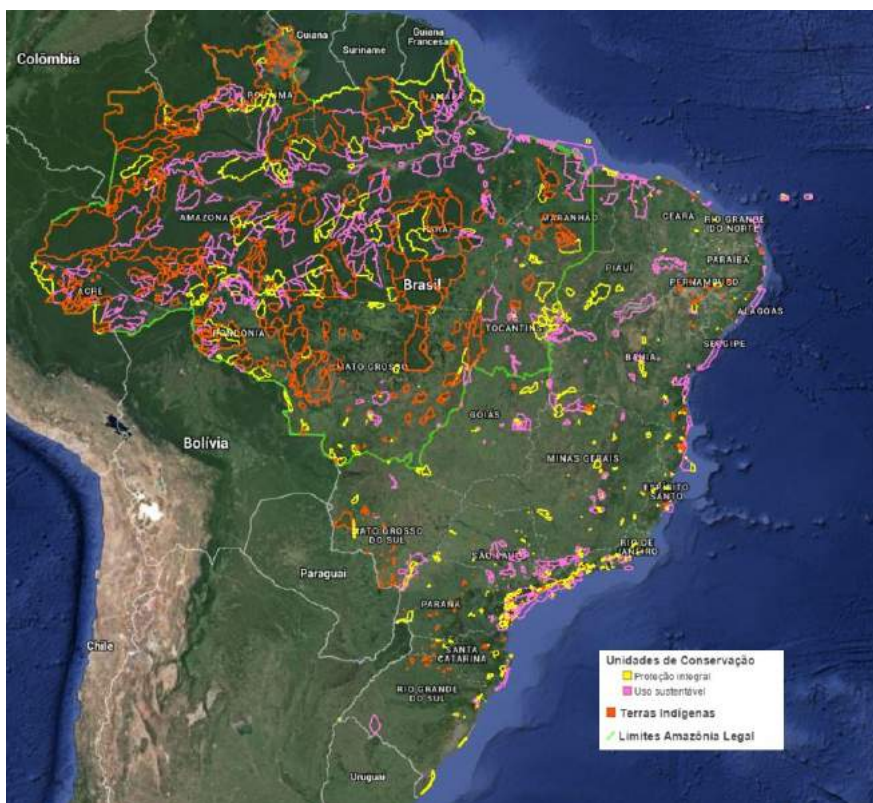 Colômbia
Guiana
Suriname
Guiana
Francesa
RORAIMA
AMAPÁ
AMAZONAS
PARÁ
MARANHÃO
CEARÁ
RIO GRANDE
DO NORTE
PARAÍBA
PIAUÍ
PERNAMBUCO
ACRE
Brasil
ALAGOAS
TOCANTINS
SERGIPE
RONDÔNIA
BAHIA
MATO GROSSO
GOIÁS
Bolívia
MINAS GERAIS
ESPÍRITO
SANTO
MATO GROSSO
DO SUL
RIO DE
JANEIRO
SÃO PAULO
Paraguai
PARANÁ
Chile
SANTA
CATARINA
RIO GRANDE
DO SUL
Uruguai
Unidades de Conservação
Proteção integral
Uso sustentável
Terras Indígenas
Limites Amazônia Legal